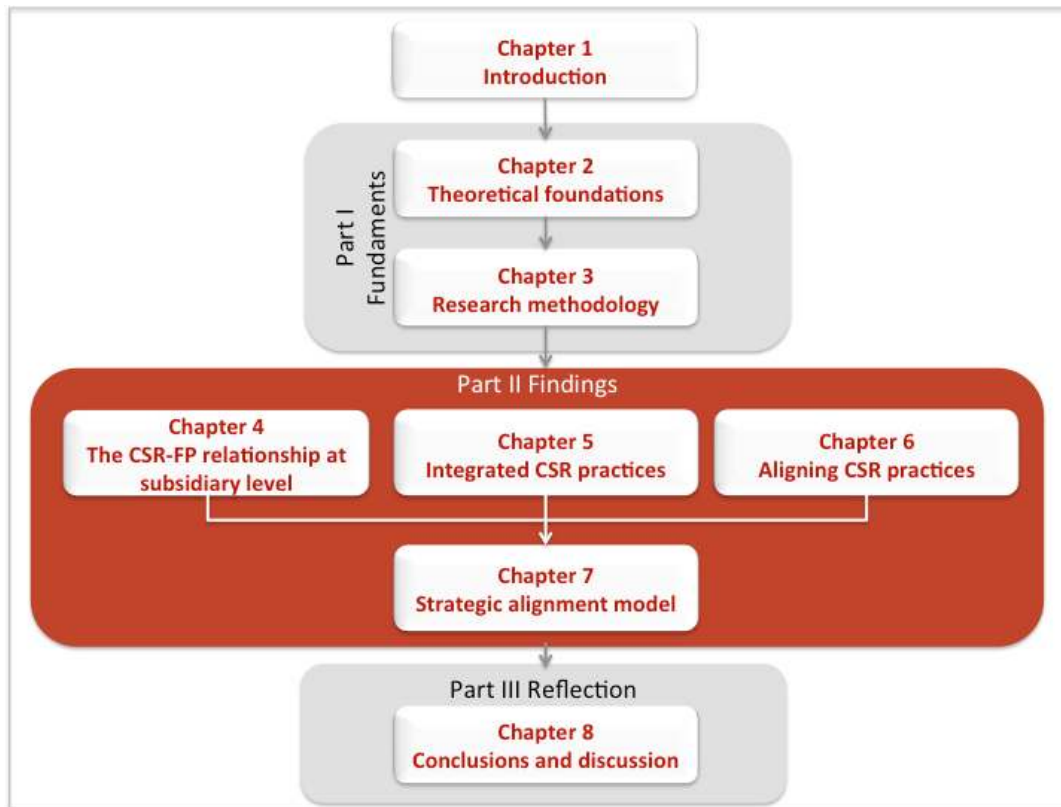 Chapter 1
Introduction
Part I
Fundaments
Chapter 2
Theoretical foundations
Chapter 3
Research methodology
Part II Findings
Chapter 4
The CSR-FP relationship at
subsidiary level
Chapter 5
Integrated CSR practices
Chapter 6
Aligning CSR practices
Chapter 7
Strategic alignment model
Part III Reflection
Chapter 8
Conclusions and discussion